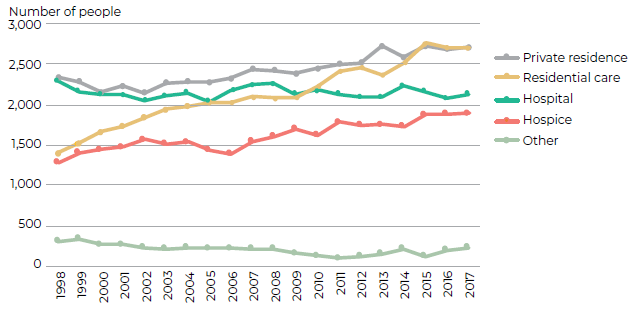 Number of people
3,000
2,500
2,000
1,500
1,000
500
0
1998 1999 2000 2001 2002 2003 2004 2005 2006 2007 2008 2009 2010 2011 2012 2013 2014 2015 2016 2017
Private residence
Residential care
Hospital
Hospice
Other